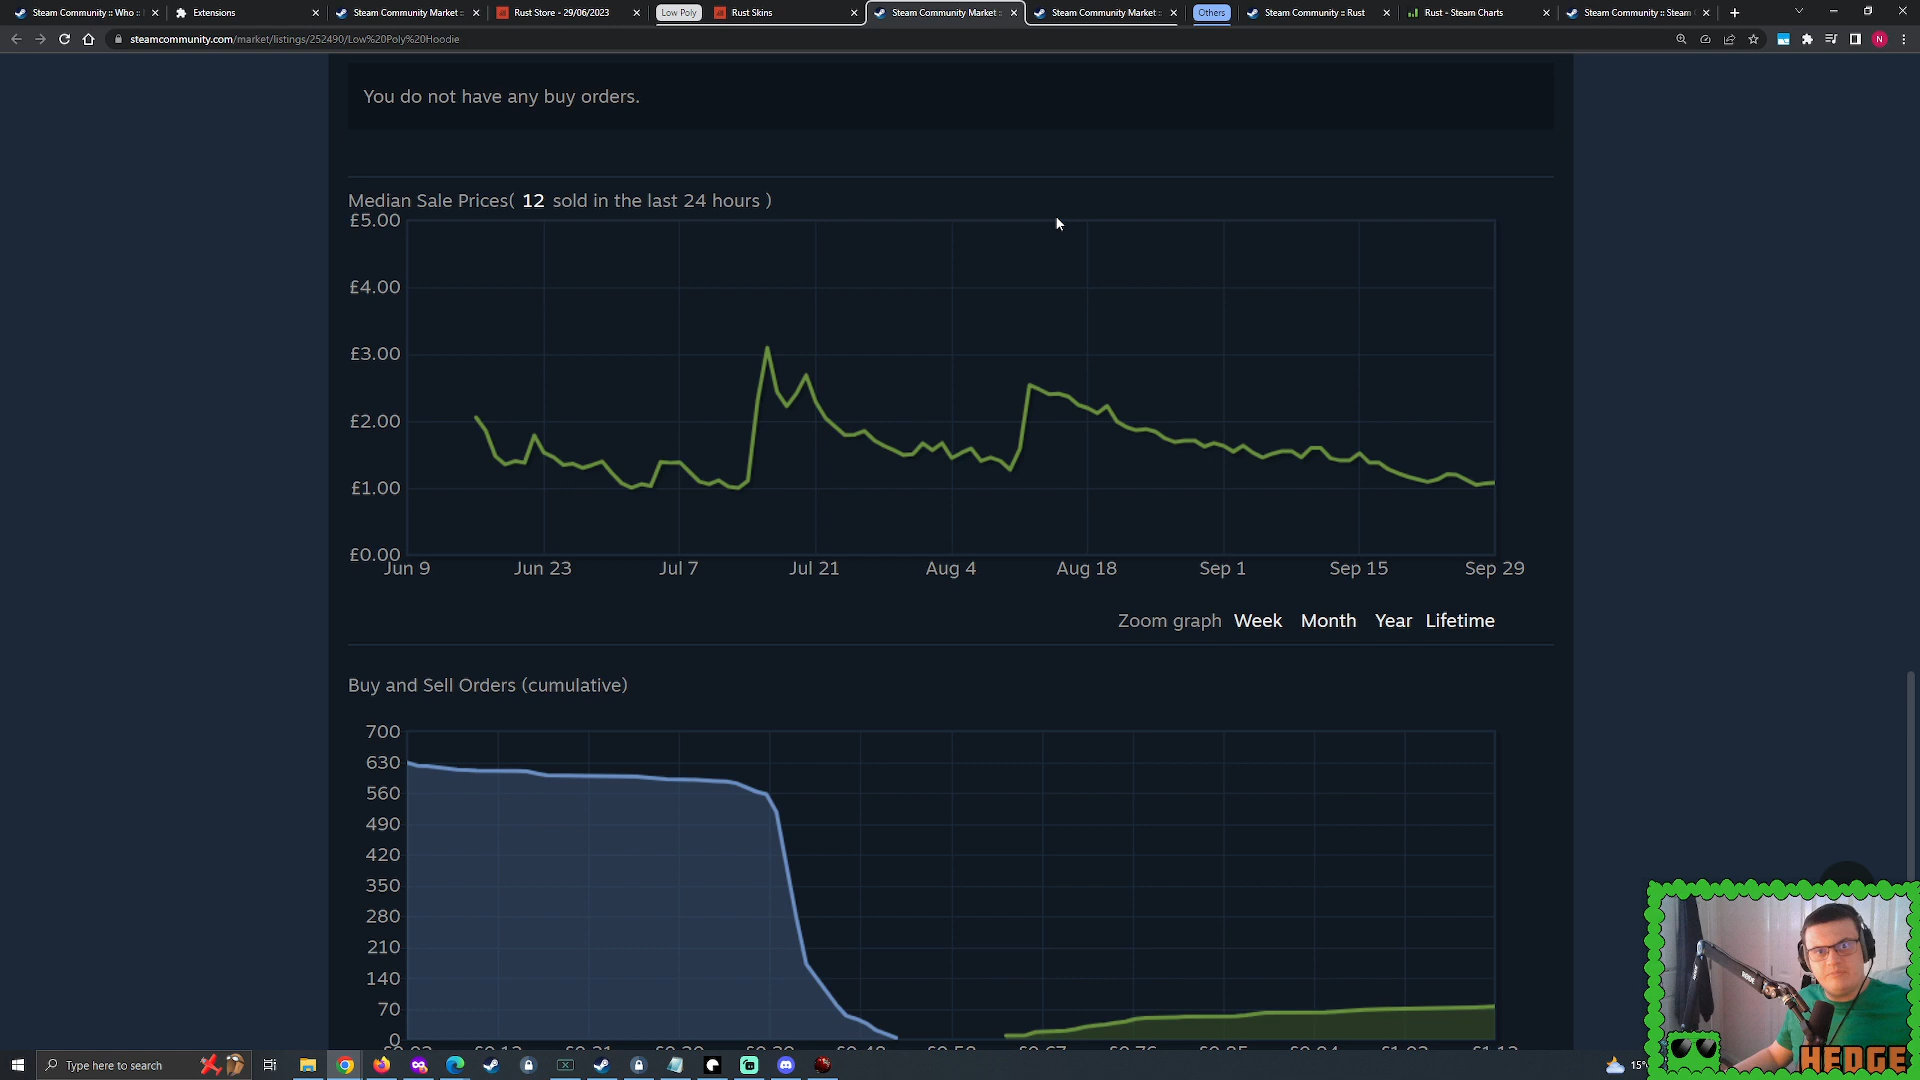 Steam Community :: Who ::
Extensions
Steam Community Market ::
Rust Store - 29/06/2023
Low Poly
Rust Skins
Steam Community Market ::
Steam Community Market ::
Others
Steam Community :: Rust
Rust - Steam Charts
Steam Community :: Steam
steamcommunity.com/market/listings/252490/Low%20Poly%20Hoodie
N
You do not have any buy orders.
Median Sale Prices( 12 sold in the last 24 hours )
£5.00
£4.00
£3.00
£2.00
£1.00
£0.00
Jun 9 Jun 23 Jul 7 Jul 21 Aug 4 Aug 18 Sep 1 Sep 15 Sep 29
Zoom graph Week Month Year Lifetime
Buy and Sell Orders (cumulative)
700
630
560
490
420
350
280
210
140
70
0
Type here to search
15°
RØDE
HEDGE